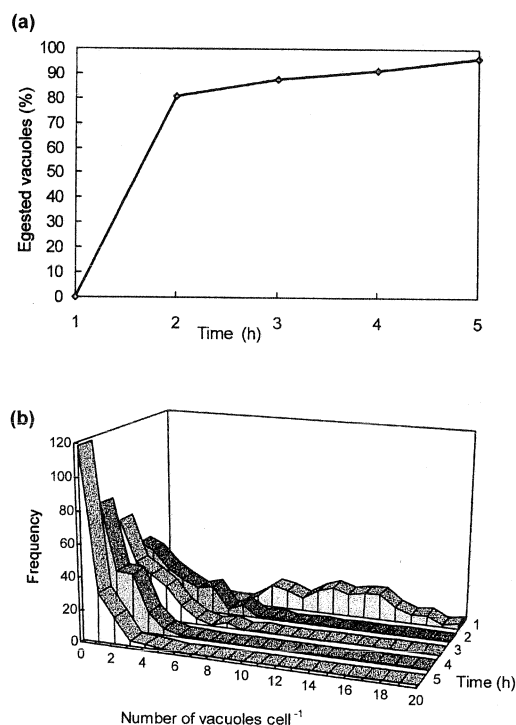 (a)
Egested vacuoles (%)
100
90
80
70
60
50
40
30
20
10
0
1 2 3 4 5
Time (h)
(b)
Frequency
120
100
80
60
40
20
0
0 2 4 6 8 10 12 14 16 18 20
1
2
3
4
5
Time (h)
Number of vacuoles cell⁻¹